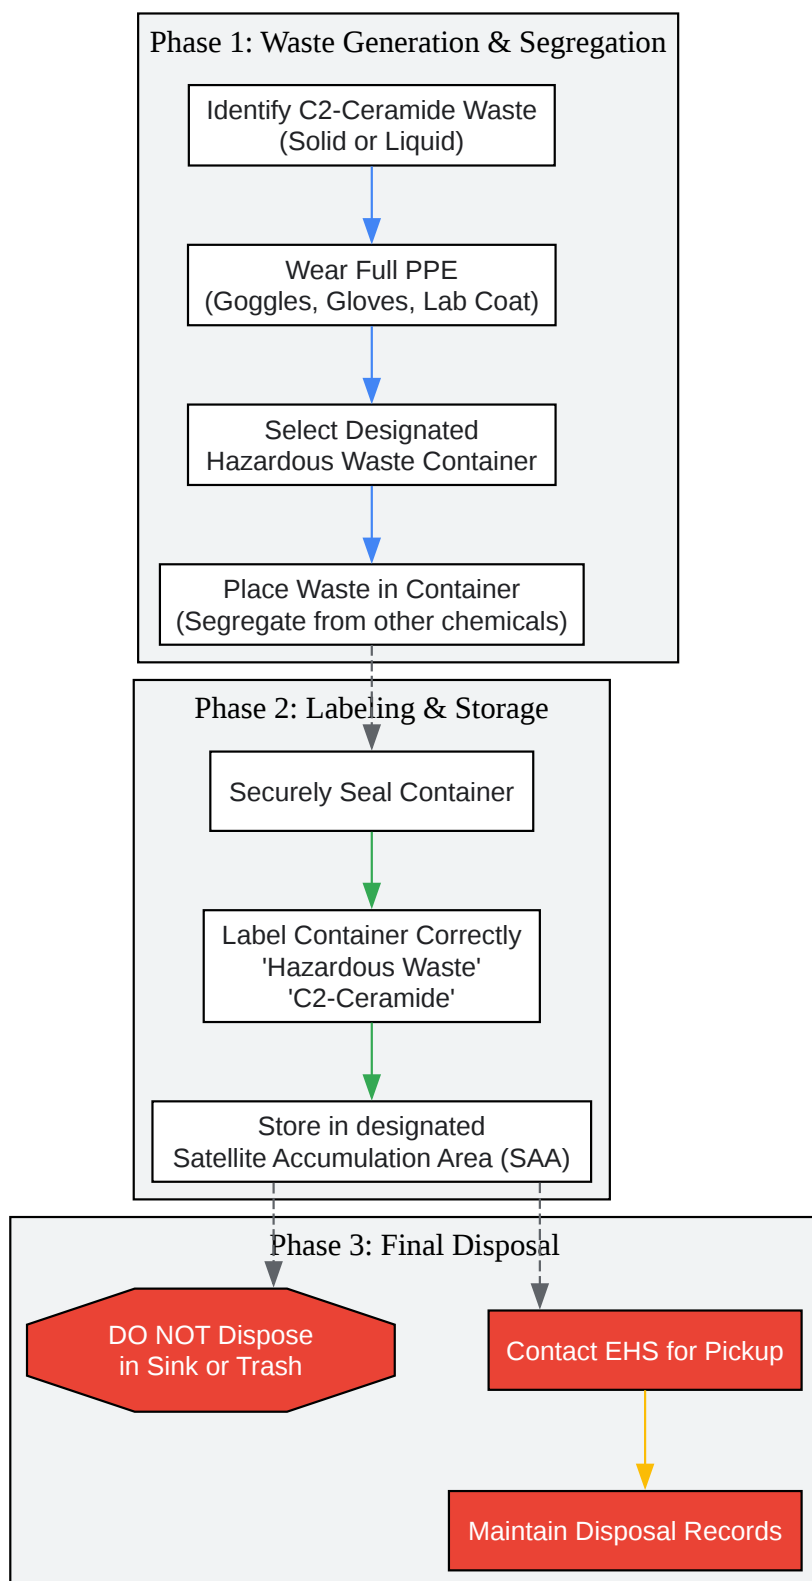 Phase 1: Waste Generation & Segregation
Identify C2-Ceramide Waste
(Solid or Liquid)
Wear Full PPE
(Goggles, Gloves, Lab Coat)
Select Designated
Hazardous Waste Container
Place Waste in Container
(Segregate from other chemicals)
Phase 2: Labeling & Storage
Securely Seal Container
Label Container Correctly
'Hazardous Waste'
'C2-Ceramide'
Store in designated
Satellite Accumulation Area (SAA)
Phase 3: Final Disposal
DO NOT Dispose
in Sink or Trash
Contact EHS for Pickup
Maintain Disposal Records